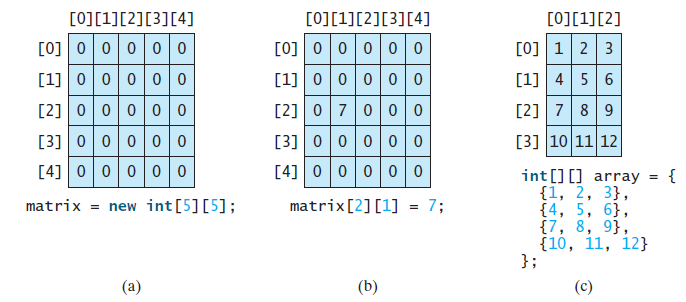 [0][1][2][3][4]
[0] 0 0 0 0 0
[1] 0 0 0 0 0
[2] 0 0 0 0 0
[3] 0 0 0 0 0
[4] 0 0 0 0 0
matrix = new int[5][5];
(a)
[0][1][2][3][4]
[0] 0 0 0 0 0
[1] 0 0 0 0 0
[2] 0 7 0 0 0
[3] 0 0 0 0 0
[4] 0 0 0 0 0
matrix[2][1] = 7;
(b)
[0][1][2]
[0] 1 2 3
[1] 4 5 6
[2] 7 8 9
[3] 10 11 12
int[][] array = {
{1, 2, 3},
{4, 5, 6},
{7, 8, 9},
{10, 11, 12}
};
(c)